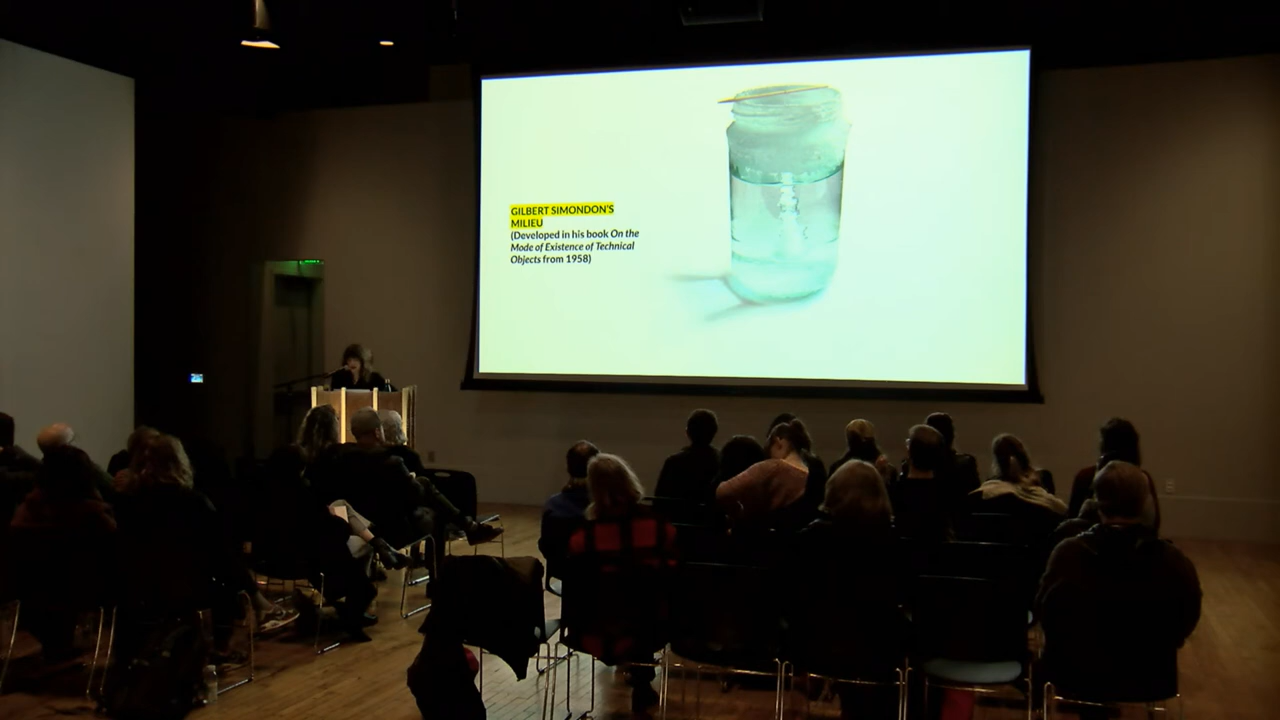 GILBERT SIMONDON'S
MILIEU
(Developed in his book On the
Mode of Existence of Technical
Objects from 1958)